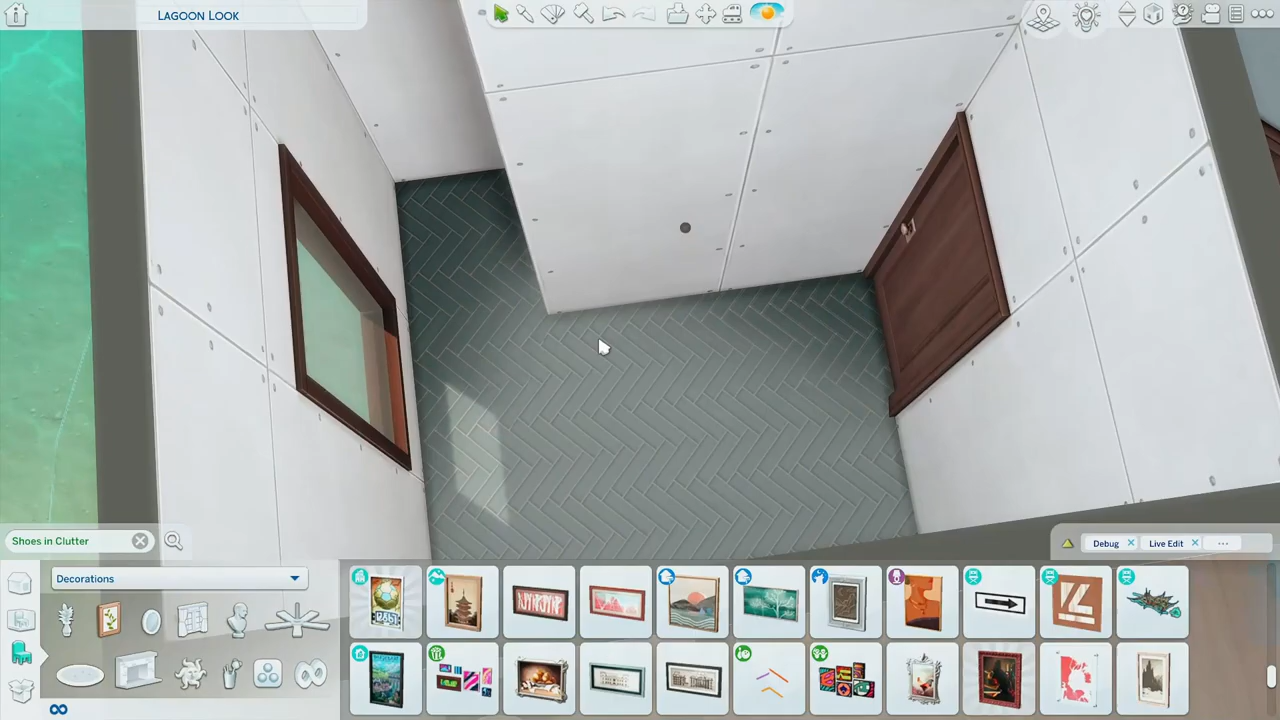 LAGOON LOOK
Shoes in Clutter
Debug
Live Edit
...
Decorations